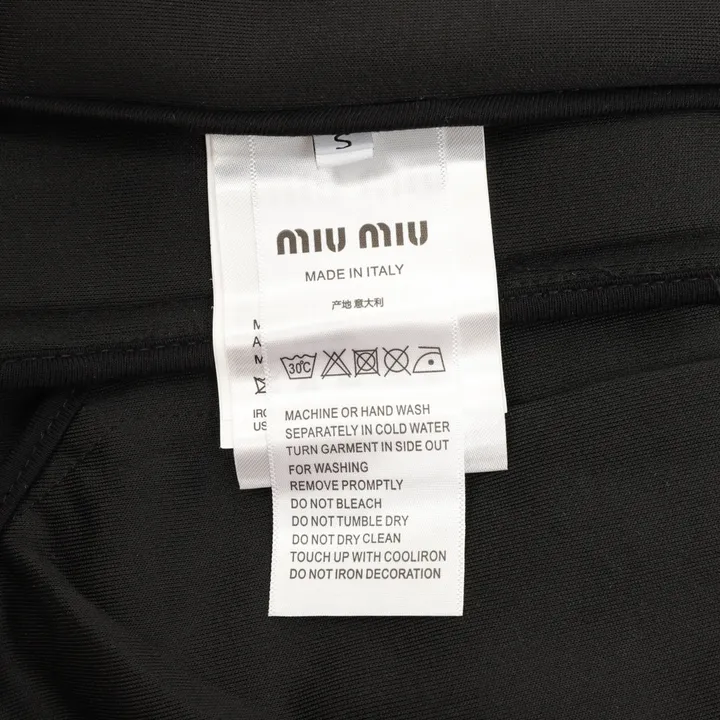 S
MIU MIU
MADE IN ITALY
产地 意大利
30℃
MACHINE OR HAND WASH
SEPARATELY IN COLD WATER
TURN GARMENT IN SIDE OUT
FOR WASHING
REMOVE PROMPTLY
DO NOT BLEACH
DO NOT TUMBLE DRY
DO NOT DRY CLEAN
TOUCH UP WITH COOLIRON
DO NOT IRON DECORATION